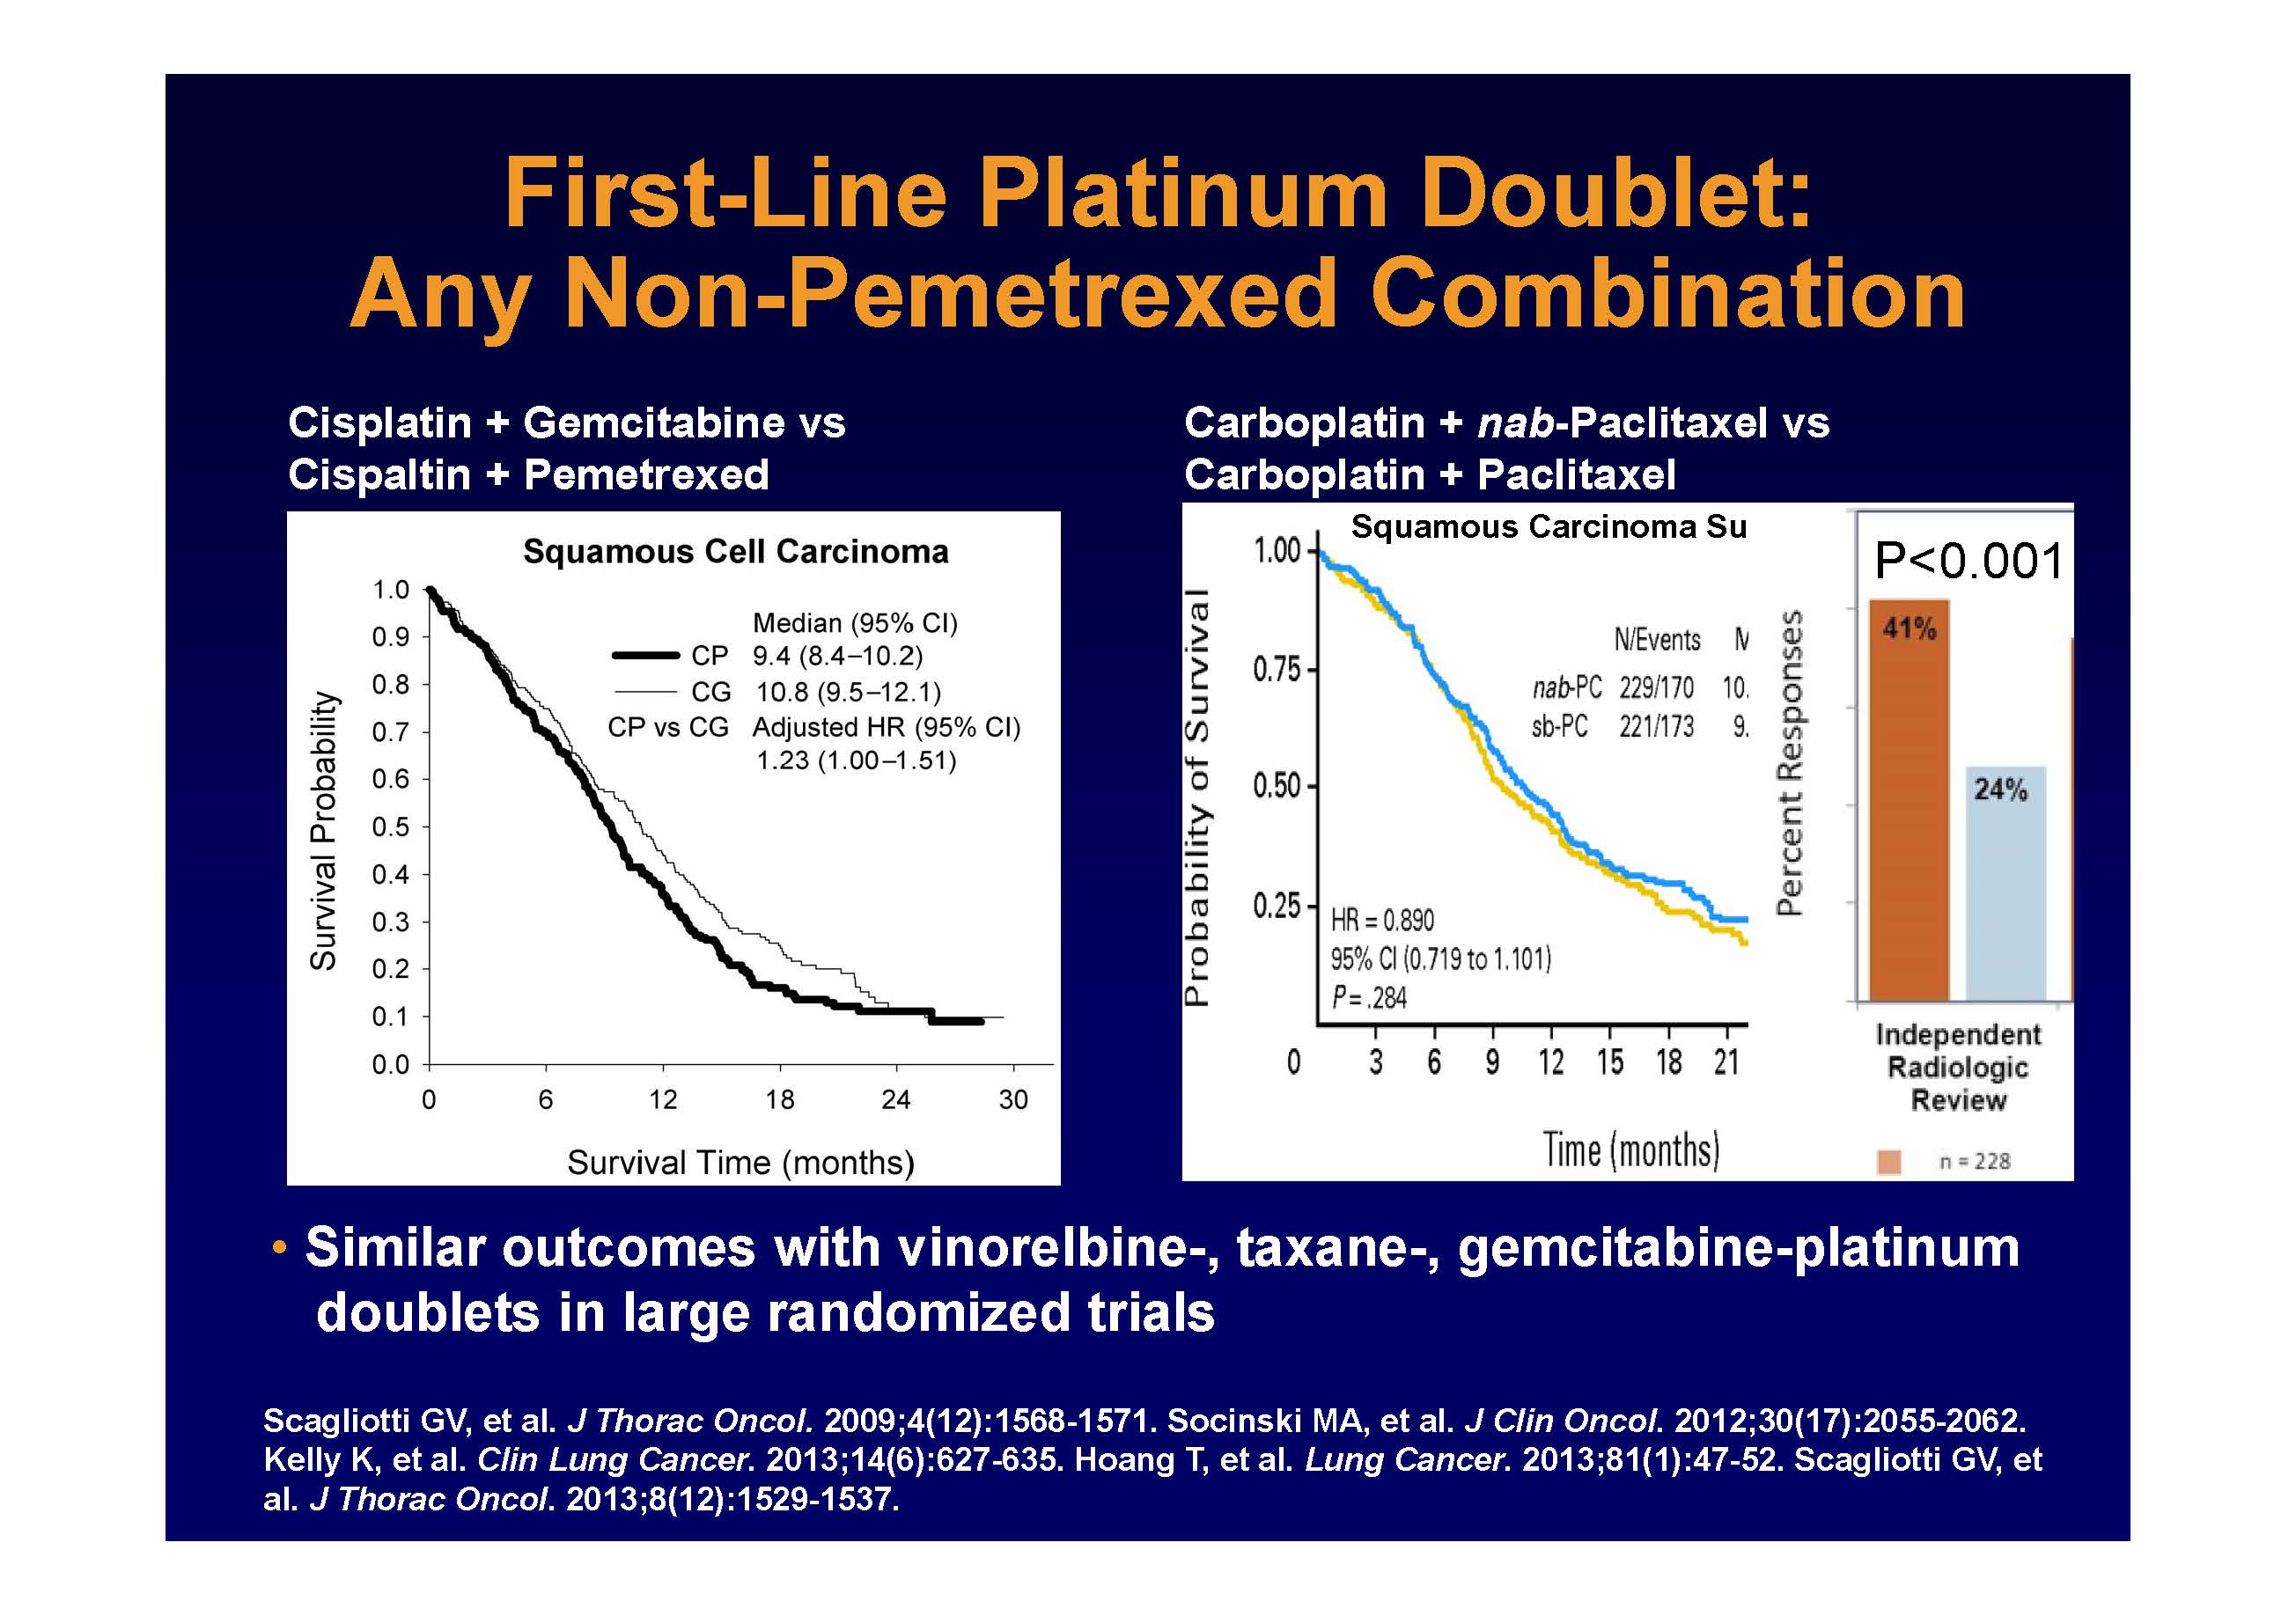 First-Line Platinum Doublet:
Any Non-Pemetrexed Combination
Cisplatin + Gemcitabine vs
Cispaltin + Pemetrexed
Squamous Cell Carcinoma
Median (95% CI)
CP 9.4 (8.4–10.2)
CG 10.8 (9.5–12.1)
CP vs CG Adjusted HR (95% CI)
1.23 (1.00–1.51)
Survival Probability
1.0
0.9
0.8
0.7
0.6
0.5
0.4
0.3
0.2
0.1
0.0
0 6 12 18 24 30
Survival Time (months)
Carboplatin + nab-Paclitaxel vs
Carboplatin + Paclitaxel
Squamous Carcinoma Su
Probability of Survival
1.00
0.75
0.50
0.25
N/Events M
nab-PC 229/170 10.
sb-PC 221/173 9.
HR = 0.890
95% CI (0.719 to 1.101)
P = .284
0 3 6 9 12 15 18 21
Time (months)
Percent Responses
P<0.001
41%
24%
Independent
Radiologic
Review
n = 228
• Similar outcomes with vinorelbine-, taxane-, gemcitabine-platinum
doublets in large randomized trials
Scagliotti GV, et al. J Thorac Oncol. 2009;4(12):1568-1571. Socinski MA, et al. J Clin Oncol. 2012;30(17):2055-2062.
Kelly K, et al. Clin Lung Cancer. 2013;14(6):627-635. Hoang T, et al. Lung Cancer. 2013;81(1):47-52. Scagliotti GV, et
al. J Thorac Oncol. 2013;8(12):1529-1537.